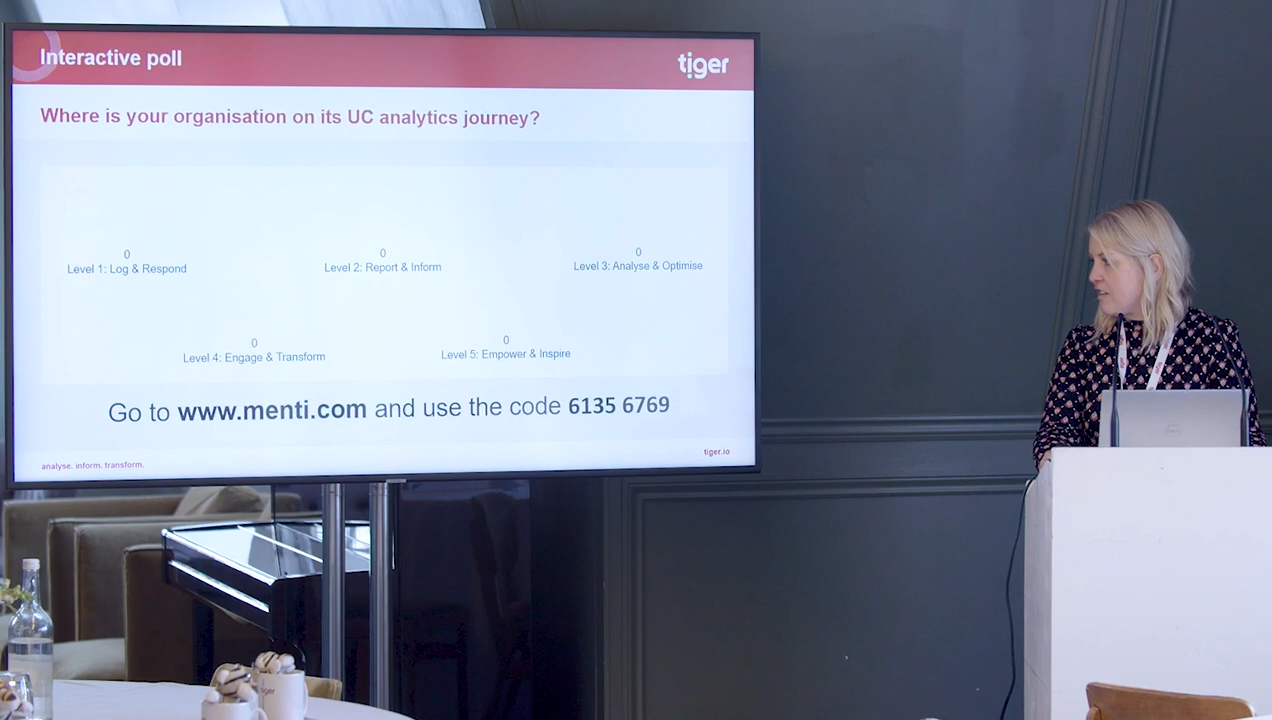 Interactive poll
tiger
Where is your organisation on its UC analytics journey?
0
Level 1: Log & Respond
0
Level 2: Report & Inform
0
Level 3: Analyse & Optimise
0
Level 4: Engage & Transform
0
Level 5: Empower & Inspire
Go to www.menti.com and use the code 6135 6769
analyse. inform. transform.
tiger.io
tiger